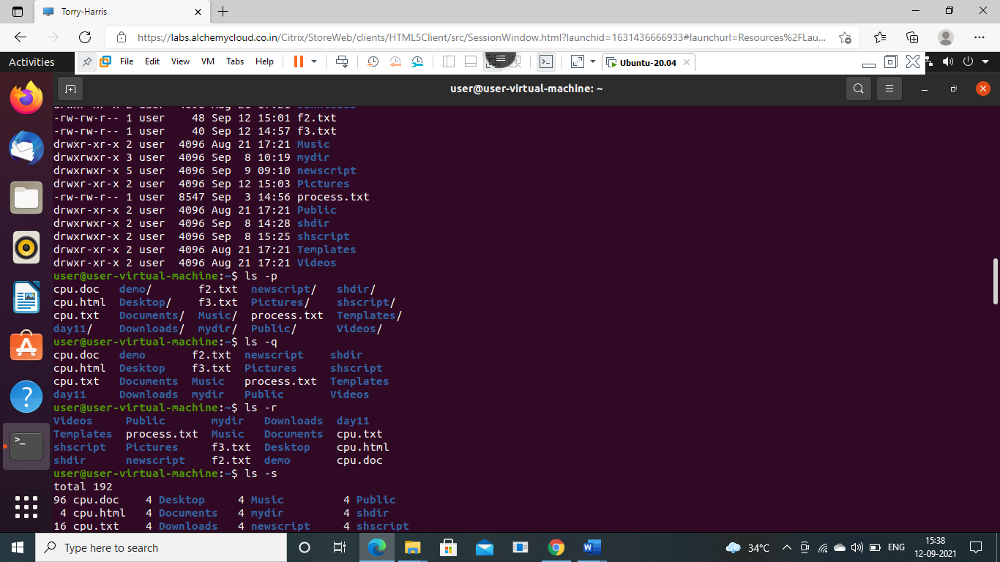 Torry-Harris
https://labs.alchemycloud.co.in/Citrix/StoreWeb/clients/HTML5Client/src/SessionWindow.html?launchid=1631436666933#launchurl=Resources%2FLau...
Activities File Edit View VM Tabs Help Ubuntu-20.04
user@user-virtual-machine: ~
drwxr-xr-x 2 user  4096 Aug 21 17:21 Downloads
-rw-rw-r-- 1 user    48 Sep 12 15:01 f2.txt
-rw-rw-r-- 1 user    40 Sep 12 14:57 f3.txt
drwxr-xr-x 2 user  4096 Aug 21 17:21 Music
drwxrwxr-x 3 user  4096 Sep  8 10:19 mydir
drwxrwxr-x 5 user  4096 Sep  9 09:10 newscript
drwxr-xr-x 2 user  4096 Sep 12 15:03 Pictures
-rw-rw-r-- 1 user  8547 Sep  3 14:56 process.txt
drwxr-xr-x 2 user  4096 Aug 21 17:21 Public
drwxrwxr-x 2 user  4096 Sep  8 14:28 shdir
drwxrwxr-x 2 user  4096 Sep  8 15:25 shscript
drwxr-xr-x 2 user  4096 Aug 21 17:21 Templates
drwxr-xr-x 2 user  4096 Aug 21 17:21 Videos
user@user-virtual-machine:~$ ls -p
cpu.doc   demo/       f2.txt  newscript/   shdir/
cpu.html  Desktop/    f3.txt  Pictures/    shscript/
cpu.txt   Documents/  Music/  process.txt  Templates/
day11/    Downloads/  mydir/  Public/      Videos/
user@user-virtual-machine:~$ ls -q
cpu.doc   demo       f2.txt  newscript    shdir
cpu.html  Desktop    f3.txt  Pictures     shscript
cpu.txt   Documents  Music   process.txt  Templates
day11     Downloads  mydir   Public       Videos
user@user-virtual-machine:~$ ls -r
Videos     Public       mydir   Downloads  day11
Templates  process.txt  Music   Documents  cpu.txt
shscript   Pictures     f3.txt  Desktop    cpu.html
shdir      newscript    f2.txt  demo       cpu.doc
user@user-virtual-machine:~$ ls -s
total 192
96 cpu.doc    4 Desktop     4 Music         4 Public
 4 cpu.html   4 Documents   4 mydir         4 shdir
16 cpu.txt    4 Downloads   4 newscript     4 shscript
Type here to search
34°C
ENG
15:38
12-09-2021